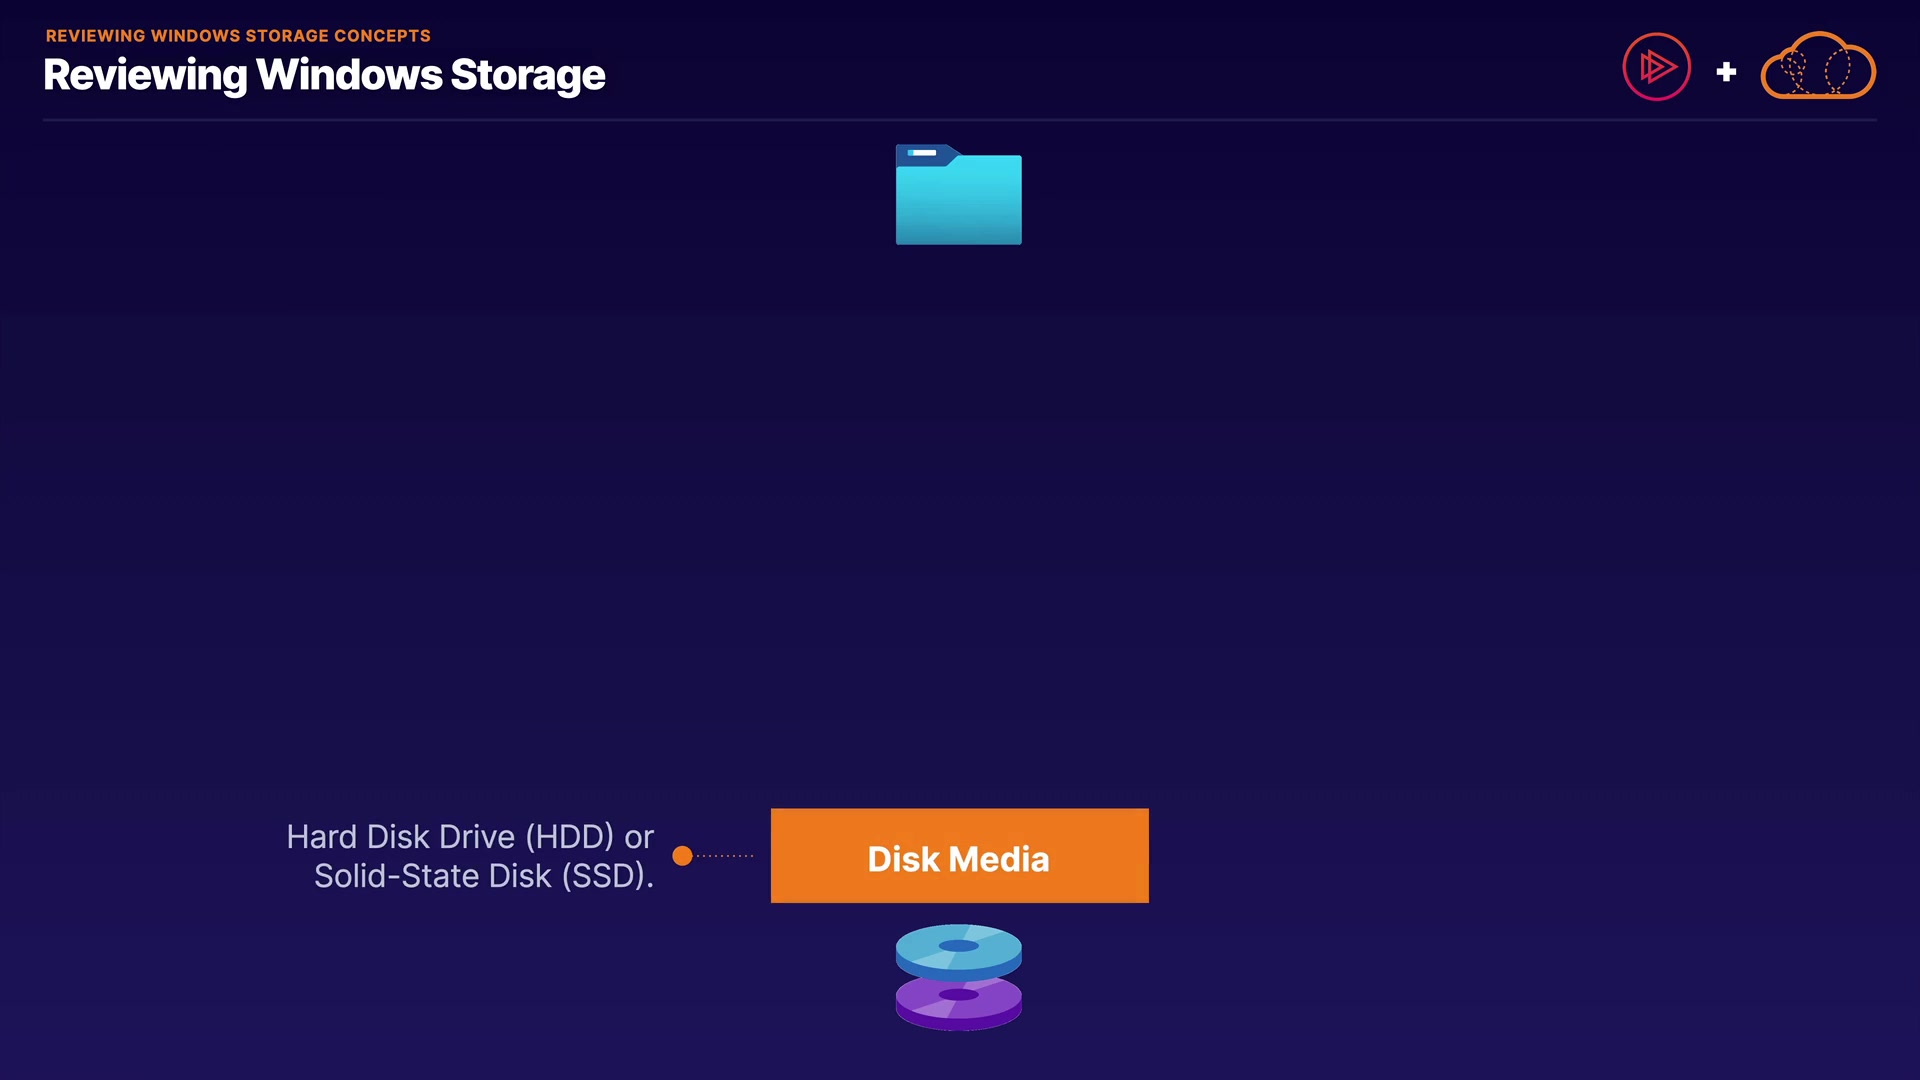 REVIEWING WINDOWS STORAGE CONCEPTS
Reviewing Windows Storage
Hard Disk Drive (HDD) or
Solid-State Disk (SSD).
Disk Media